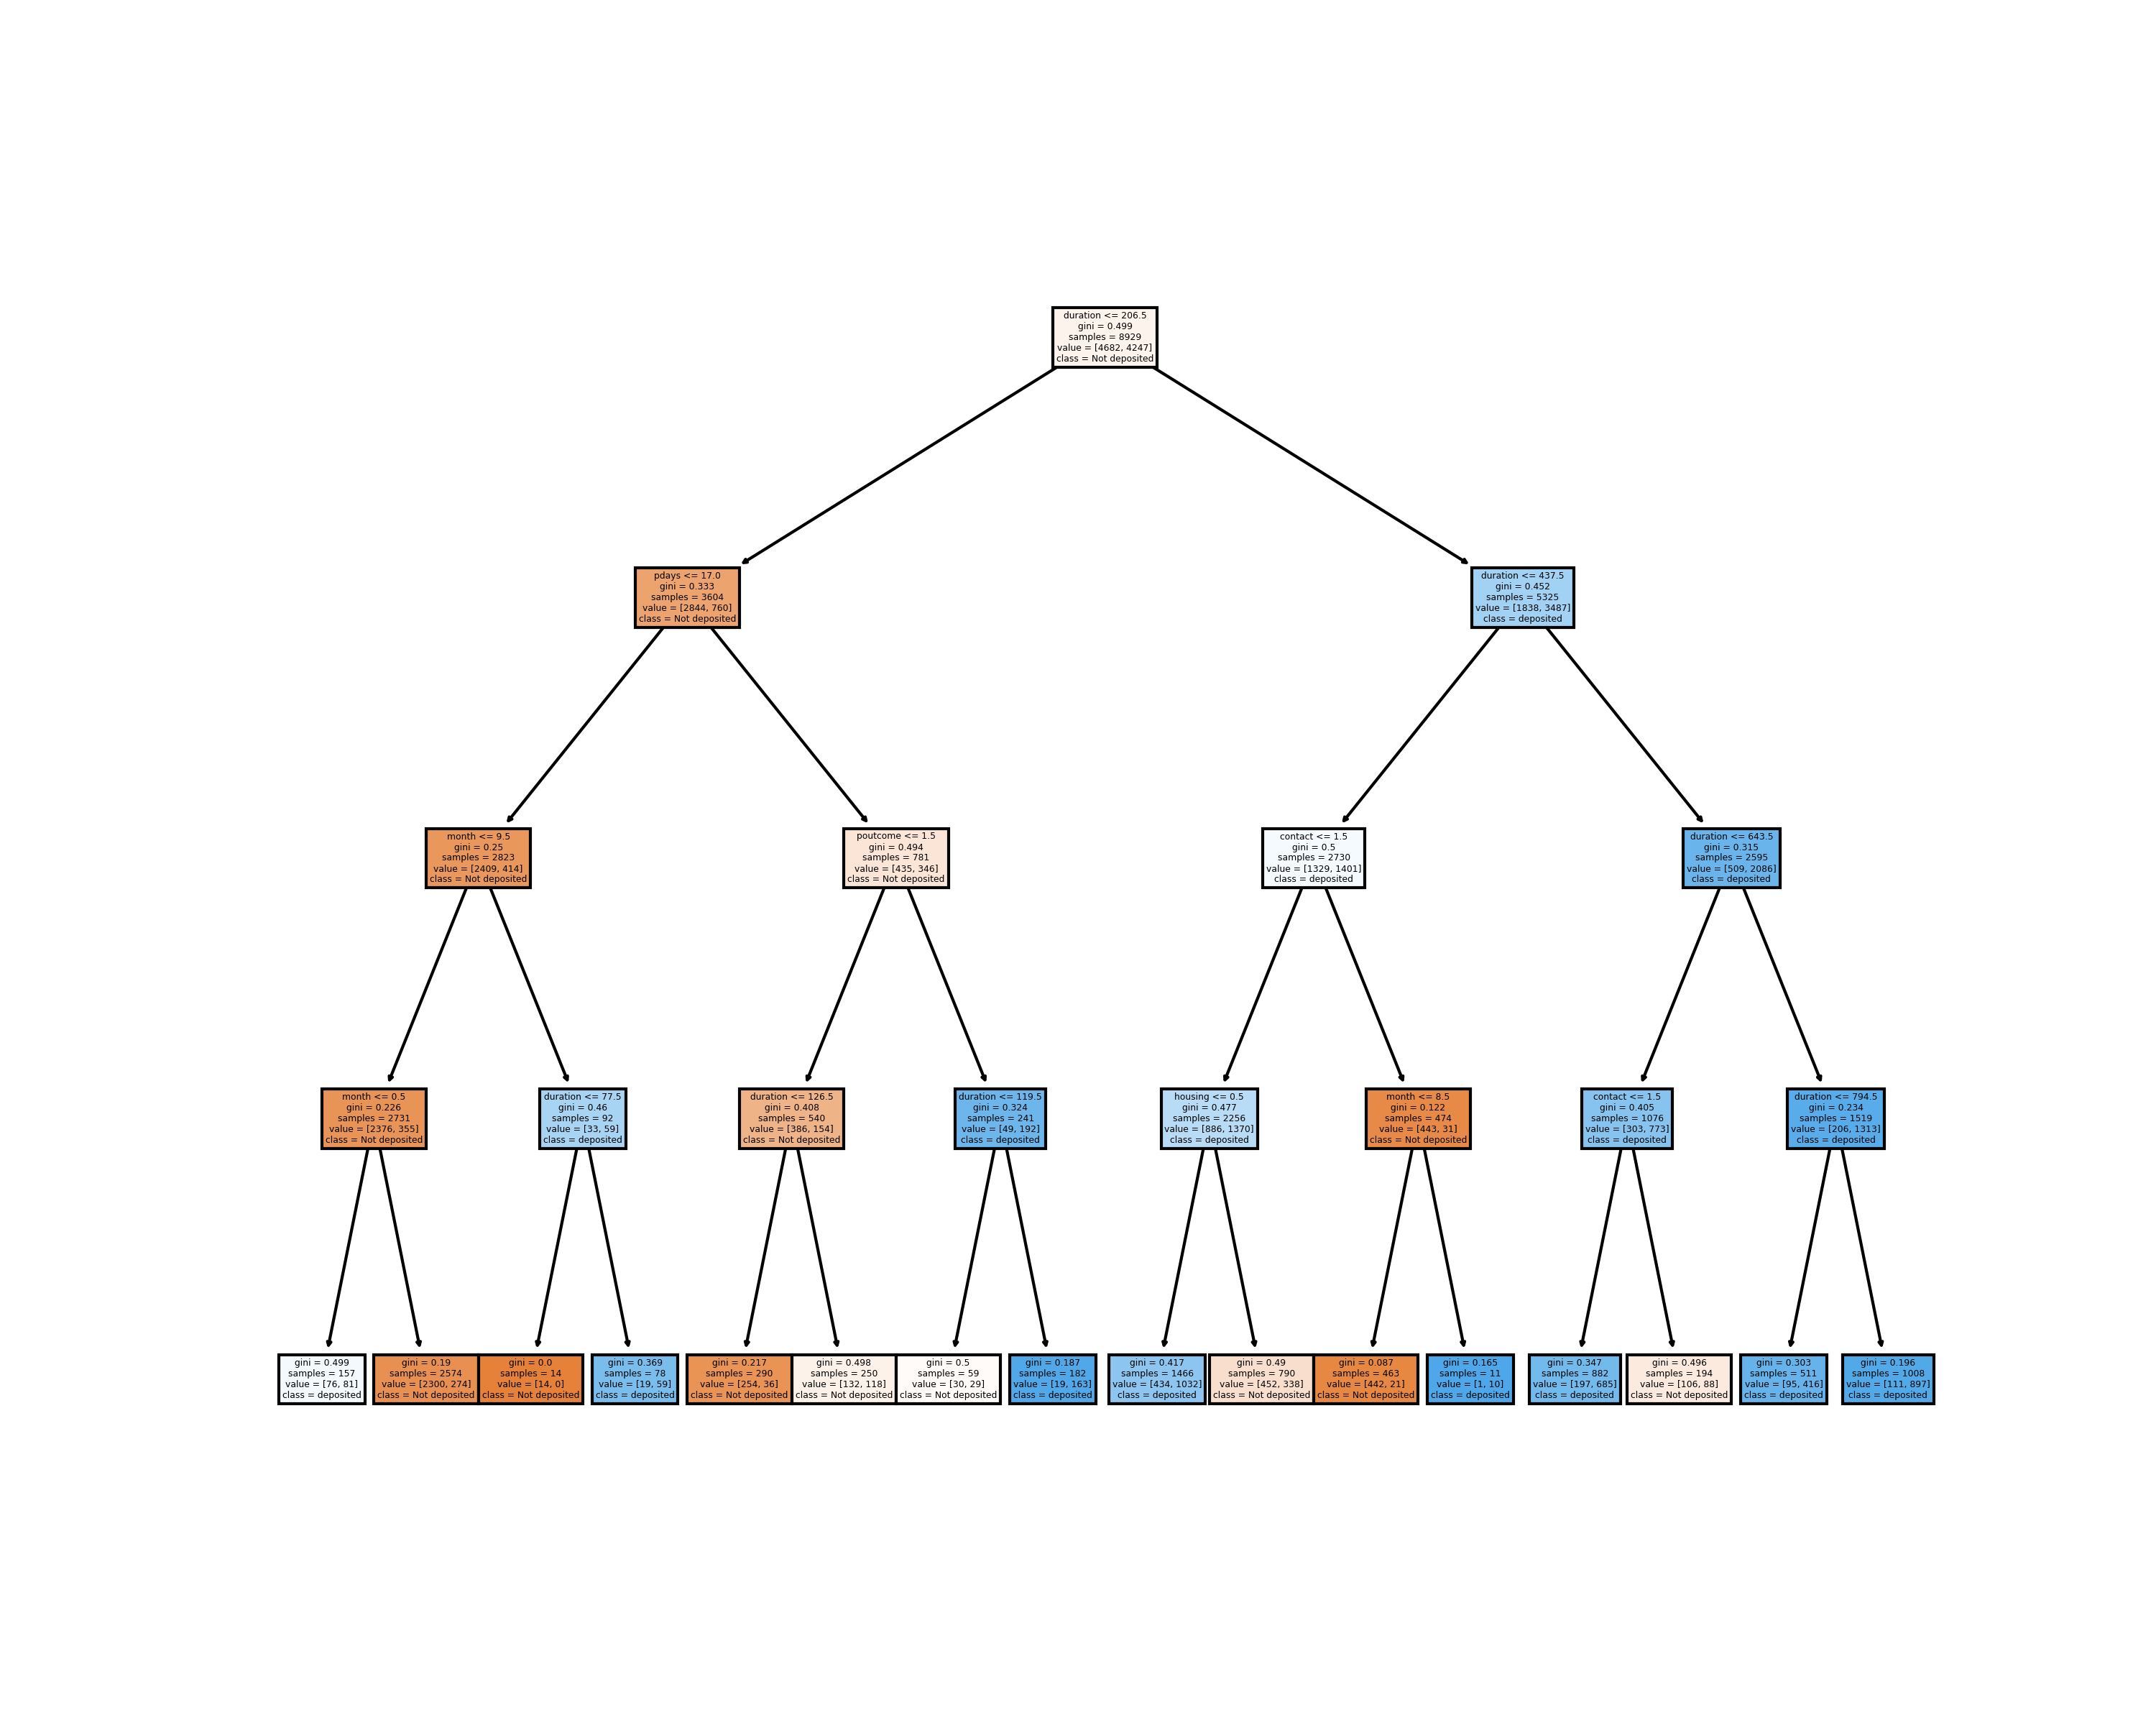 duration <= 206.5
gini = 0.499
samples = 8929
value = [4682, 4247]
class = Not deposited
pdays <= 17.0
gini = 0.333
samples = 3604
value = [2844, 760]
class = Not deposited
duration <= 437.5
gini = 0.452
samples = 5325
value = [1838, 3487]
class = deposited
month <= 9.5
gini = 0.25
samples = 2823
value = [2409, 414]
class = Not deposited
poutcome <= 1.5
gini = 0.494
samples = 781
value = [435, 346]
class = Not deposited
contact <= 1.5
gini = 0.5
samples = 2730
value = [1329, 1401]
class = deposited
duration <= 643.5
gini = 0.315
samples = 2595
value = [509, 2086]
class = deposited
month <= 0.5
gini = 0.226
samples = 2731
value = [2376, 355]
class = Not deposited
duration <= 77.5
gini = 0.46
samples = 92
value = [33, 59]
class = deposited
duration <= 126.5
gini = 0.408
samples = 540
value = [386, 154]
class = Not deposited
duration <= 119.5
gini = 0.324
samples = 241
value = [49, 192]
class = deposited
housing <= 0.5
gini = 0.477
samples = 2256
value = [886, 1370]
class = deposited
month <= 8.5
gini = 0.122
samples = 474
value = [443, 31]
class = Not deposited
contact <= 1.5
gini = 0.405
samples = 1076
value = [303, 773]
class = deposited
duration <= 794.5
gini = 0.234
samples = 1519
value = [206, 1313]
class = deposited
gini = 0.499
samples = 157
value = [76, 81]
class = deposited
gini = 0.19
samples = 2574
value = [2300, 274]
class = Not deposited
gini = 0.0
samples = 14
value = [14, 0]
class = Not deposited
gini = 0.369
samples = 78
value = [19, 59]
class = deposited
gini = 0.217
samples = 290
value = [254, 36]
class = Not deposited
gini = 0.498
samples = 250
value = [132, 118]
class = Not deposited
gini = 0.5
samples = 59
value = [30, 29]
class = Not deposited
gini = 0.187
samples = 182
value = [19, 163]
class = deposited
gini = 0.417
samples = 1466
value = [434, 1032]
class = deposited
gini = 0.49
samples = 790
value = [452, 338]
class = Not deposited
gini = 0.087
samples = 463
value = [442, 21]
class = Not deposited
gini = 0.165
samples = 11
value = [1, 10]
class = deposited
gini = 0.347
samples = 882
value = [197, 685]
class = deposited
gini = 0.496
samples = 194
value = [106, 88]
class = Not deposited
gini = 0.303
samples = 511
value = [95, 416]
class = deposited
gini = 0.196
samples = 1008
value = [111, 897]
class = deposited